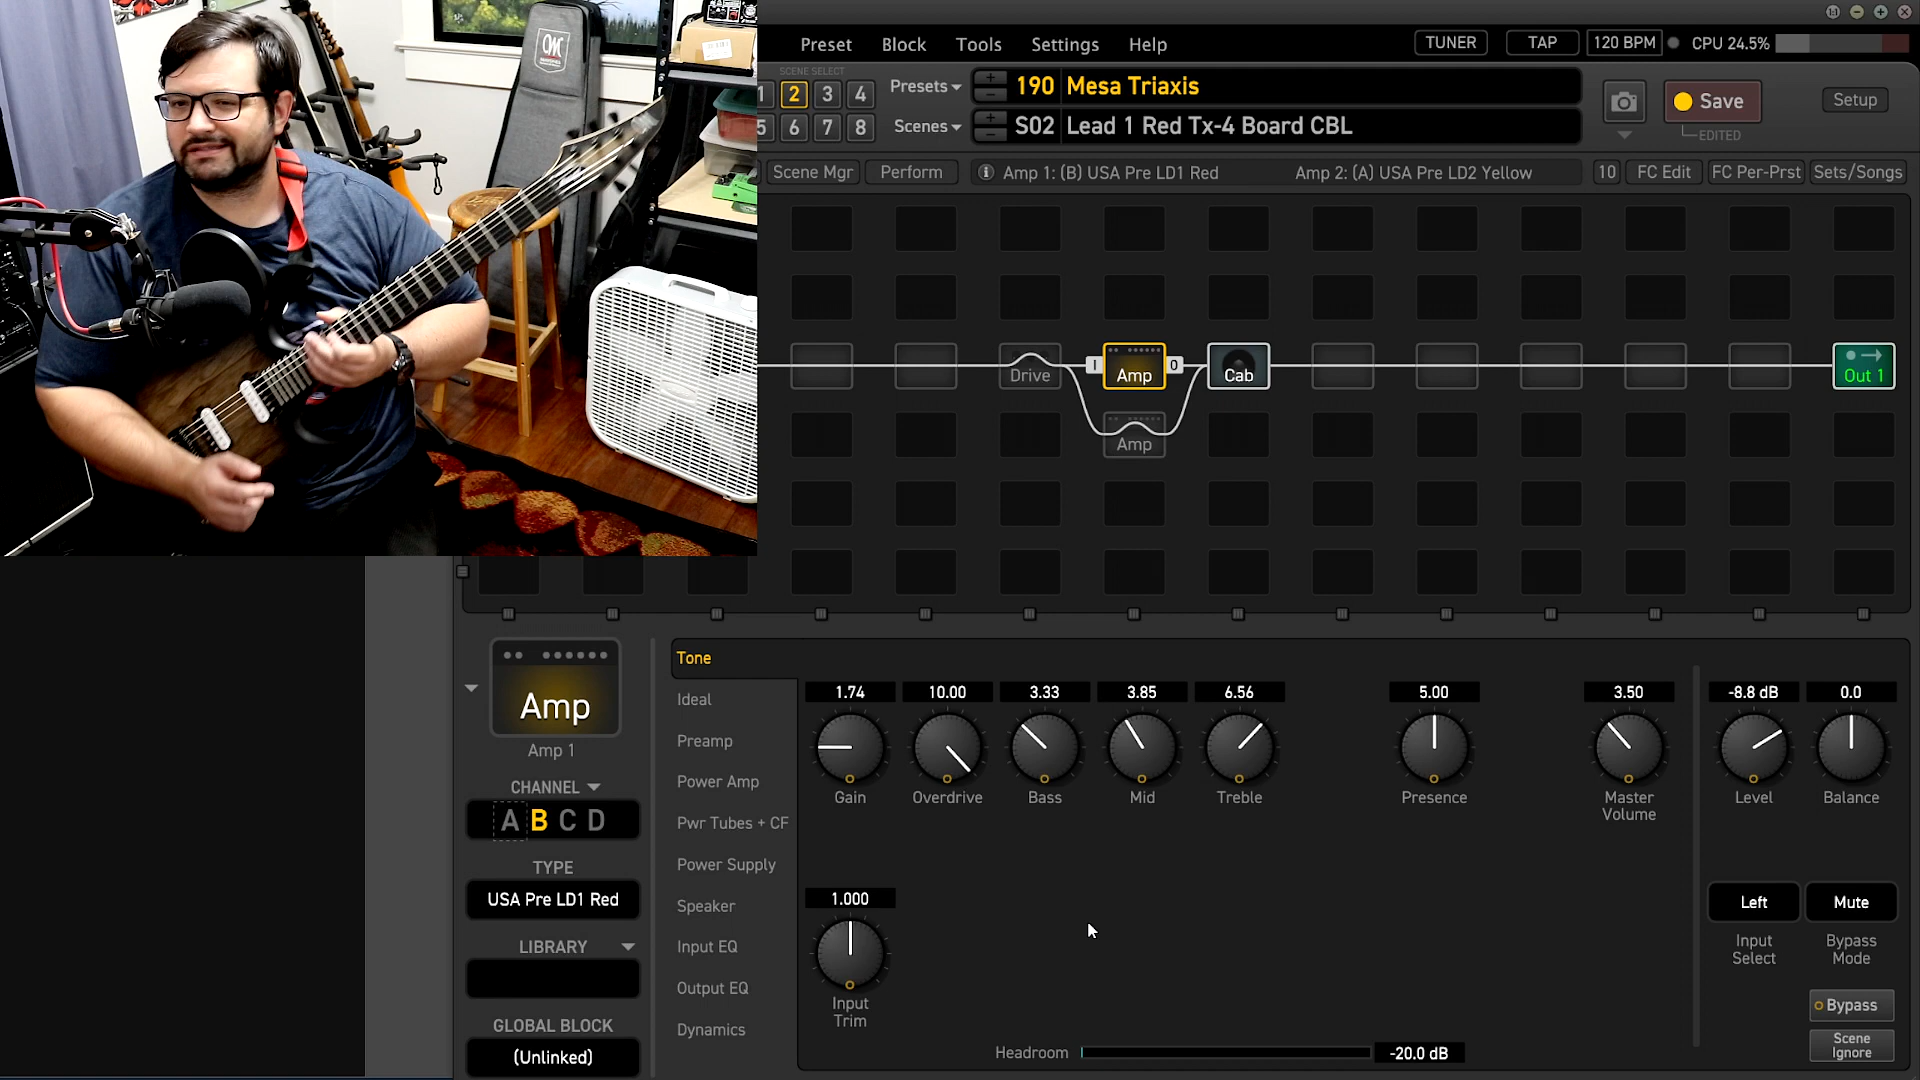 Preset Block Tools Settings Help
TUNER TAP 120 BPM CPU 24.5%
SCENE SELECT
1 2 3 4
5 6 7 8
Presets
Scenes
190 Mesa Triaxis
S02 Lead 1 Red Tx-4 Board CBL
Save
EDITED
Setup
Scene Mgr Perform
Amp 1: (B) USA Pre LD1 Red Amp 2: (A) USA Pre LD2 Yellow
10 FC Edit FC Per-Prst Sets/Songs
Drive I Amp O Cab Out 1
Amp
Amp
Amp 1
CHANNEL
A B C D
TYPE
USA Pre LD1 Red
LIBRARY
GLOBAL BLOCK
(Unlinked)
Tone
Ideal
Preamp
Power Amp
Pwr Tubes + CF
Power Supply
Speaker
Input EQ
Output EQ
Dynamics
1.74 10.00 3.33 3.85 6.56 5.00 3.50 -8.8 dB 0.0
Gain Overdrive Bass Mid Treble Presence Master Volume Level Balance
1.000
Input Trim
Left Mute
Input Select
Bypass Mode
Bypass
Scene Ignore
Headroom -20.0 dB